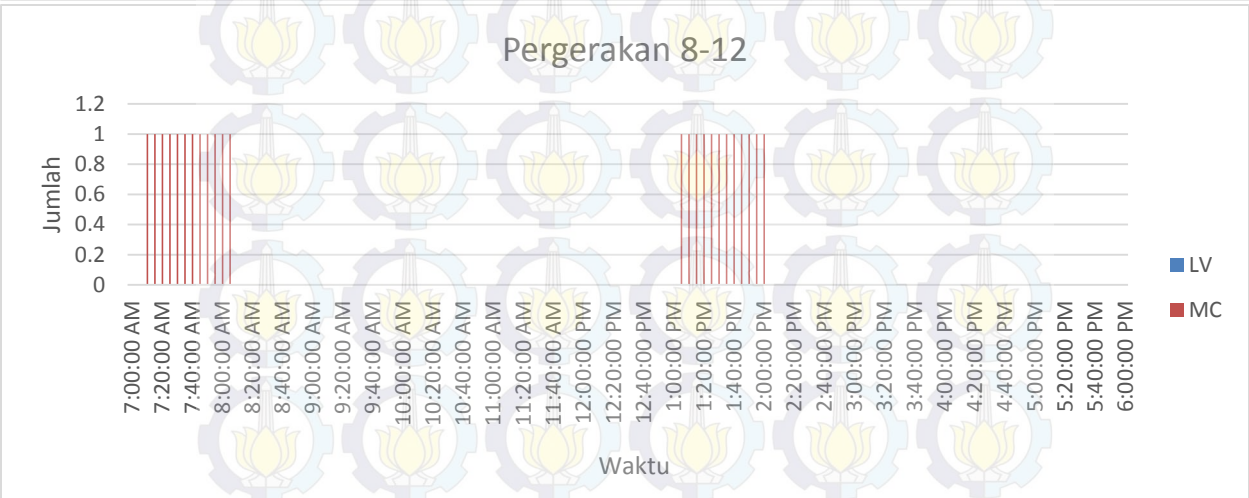 Pergerakan 8-12
1.2
1
0.8
0.6
0.4
0.2
0
Jumlah
7:00:00 AM
7:20:00 AM
7:40:00 AM
8:00:00 AM
8:20:00 AM
8:40:00 AM
9:00:00 AM
9:20:00 AM
9:40:00 AM
10:00:00 AM
10:20:00 AM
10:40:00 AM
11:00:00 AM
11:20:00 AM
11:40:00 AM
12:00:00 PM
12:20:00 PM
12:40:00 PM
1:00:00 PM
1:20:00 PM
1:40:00 PM
2:00:00 PM
2:20:00 PM
2:40:00 PM
3:00:00 PM
3:20:00 PM
3:40:00 PM
4:00:00 PM
4:20:00 PM
4:40:00 PM
5:00:00 PM
5:20:00 PM
5:40:00 PM
6:00:00 PM
Waktu
LV
MC